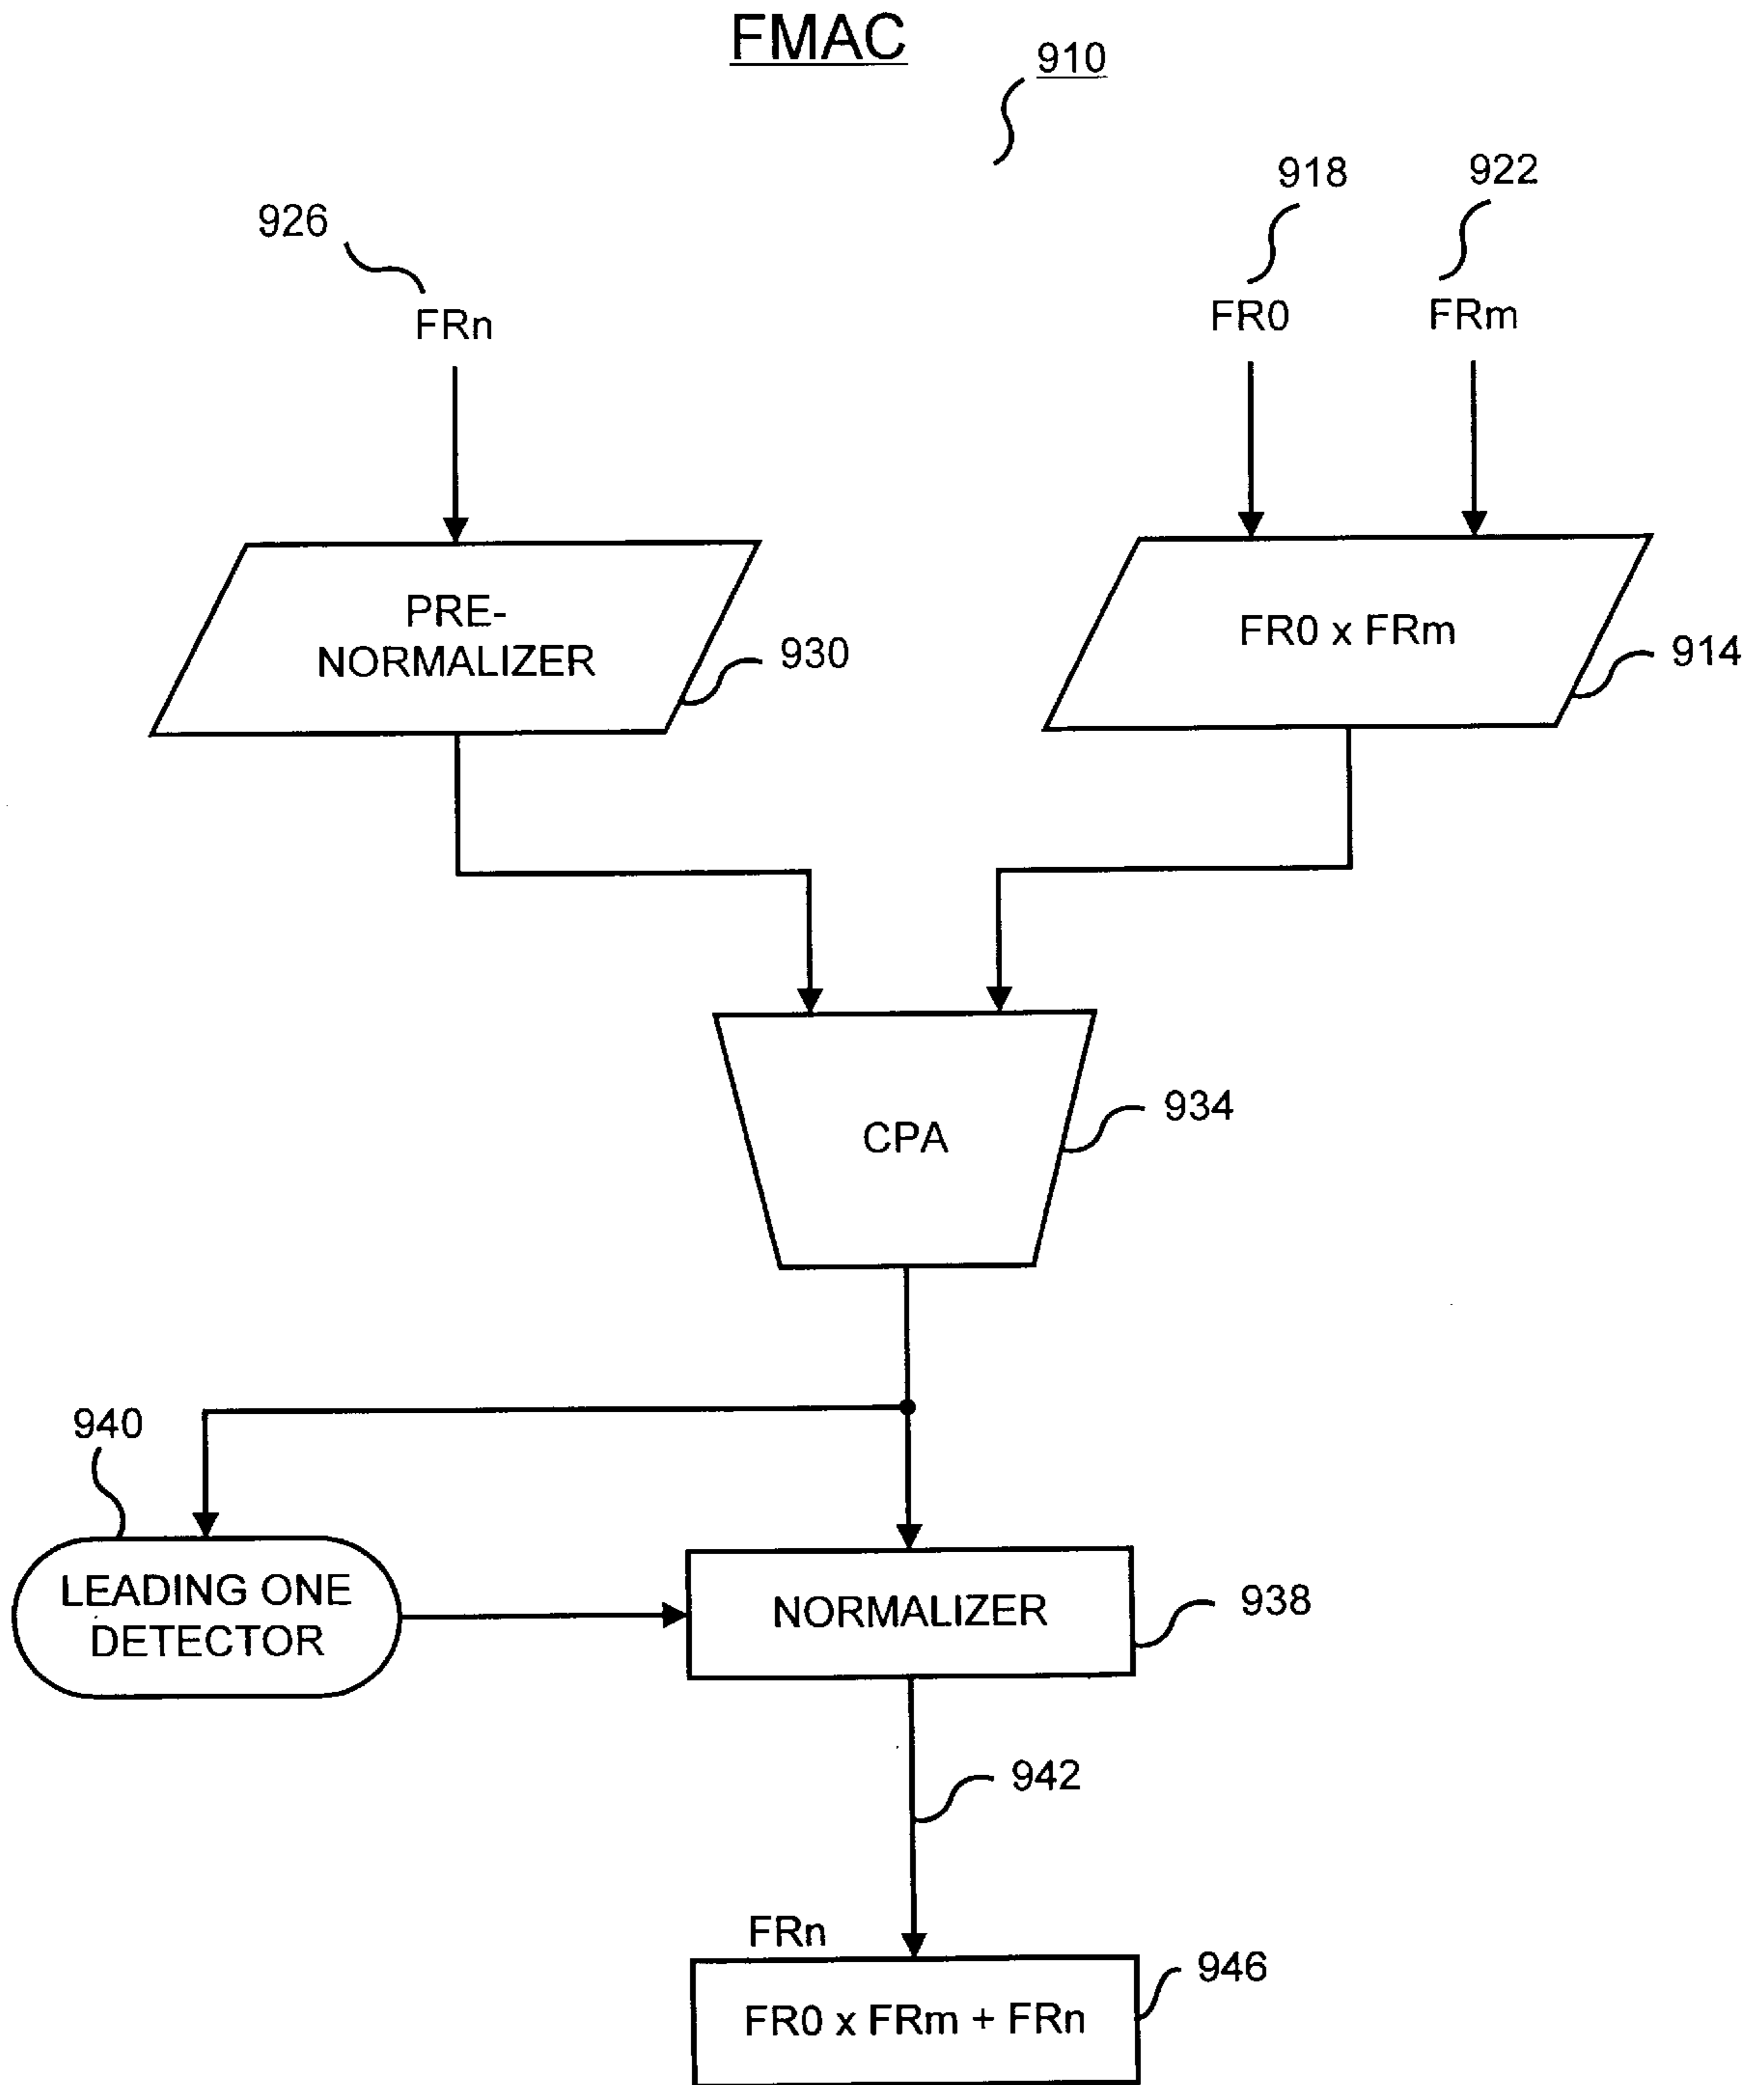 FMAC
910
918
922
926
FRn
FR0
FRm
PRE-
NORMALIZER
930
FR0 x FRm
914
CPA
934
940
LEADING ONE
DETECTOR
NORMALIZER
938
942
FRn
946
FR0 x FRm + FRn